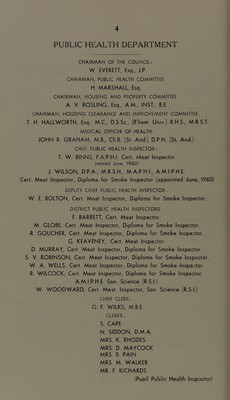 4
PUBLIC HEALTH DEPARTMENT
CHAIRMAN OF THE COUNCIL:
W. EVERETT, Esq., J.P.
CHAIRMAN, PUBLIC HEALTH COMMITTEE
H. MARSHALL, Esq.
CHAIRMAN, HOUSING AND PROPERTY COMMITTEE
A. V. ROSLING, Esq., A.M., INST., B.E.
CHAIRMAN, HOUSING CLEARANCE AND IMPROVEMENT COMMITTEE:
T. H. HALLWORTH, Esq., M.C., D.S.Sc., (B'ham Univ.) R.H.S., M.R.S.T.
MEDICAL OFFICER OF HEALTH:
JOHN R. GRAHAM, M.B., Ch.B. (St. And.) D.P.H. (St. And.)
CHIEF PUBLIC HEALTH INSPECTOR:
T. W. BINNS, F.A.P.H.I. Cert. Meat Inspector
(retired June, 1960)
J. WILSON, D.P.A., M.R.S.H., M.A.P.H.I., A.M.I.P.H.E.
Cert. Meat Inspector, Diploma for Smoke Inspector (appointed June, 1960)
DEPUTY CHIEF PUBLIC HEALTH INSPECTOR:
W. E. BOLTON, Cert. Meat Inspector, Diploma for Smoke Inspector.
DISTRICT PUBLIC HEALTH INSPECTORS:
F. BARRETT, Cert. Meat Inspector.
M. GLOBE, Cert. Meat Inspector, Diploma for Smoke Inspector.
R. GOUCHER, Cert. Meat Inspector, Diploma for Smoke Inspector.
G. KEAVENEY, Cert. Meat Inspector.
D. MURRAY, Cert. Meat Inspector, Diploma for Smoke Inspector.
S. V. ROBINSON, Cert. Meat Inspector, Diploma for Smoke Inspector.
W. A. WELLS, Cert. Meat Inspector, Diploma for Smoke Inspector.
R. WILCOCK, Cert. Meat Inspector, Diploma for Smoke Inspector,
A.M.I.P.H.E. San Science (R.S.I.)
W. WOODWARD, Cert. Meat Inspector, San Science (R.S.I.)
CHIEF CLERK:
G. F. WILKS, M.B.E.
CLERKS:
S. CAPE
N. SIDDON, D.M.A.
MRS. K. RHODES
MRS. D. MAYCOCK
MRS. B. PAIN
MRS. M. WALKER
MR. F. RICHARDS
(Pupil Public Health Inspector)